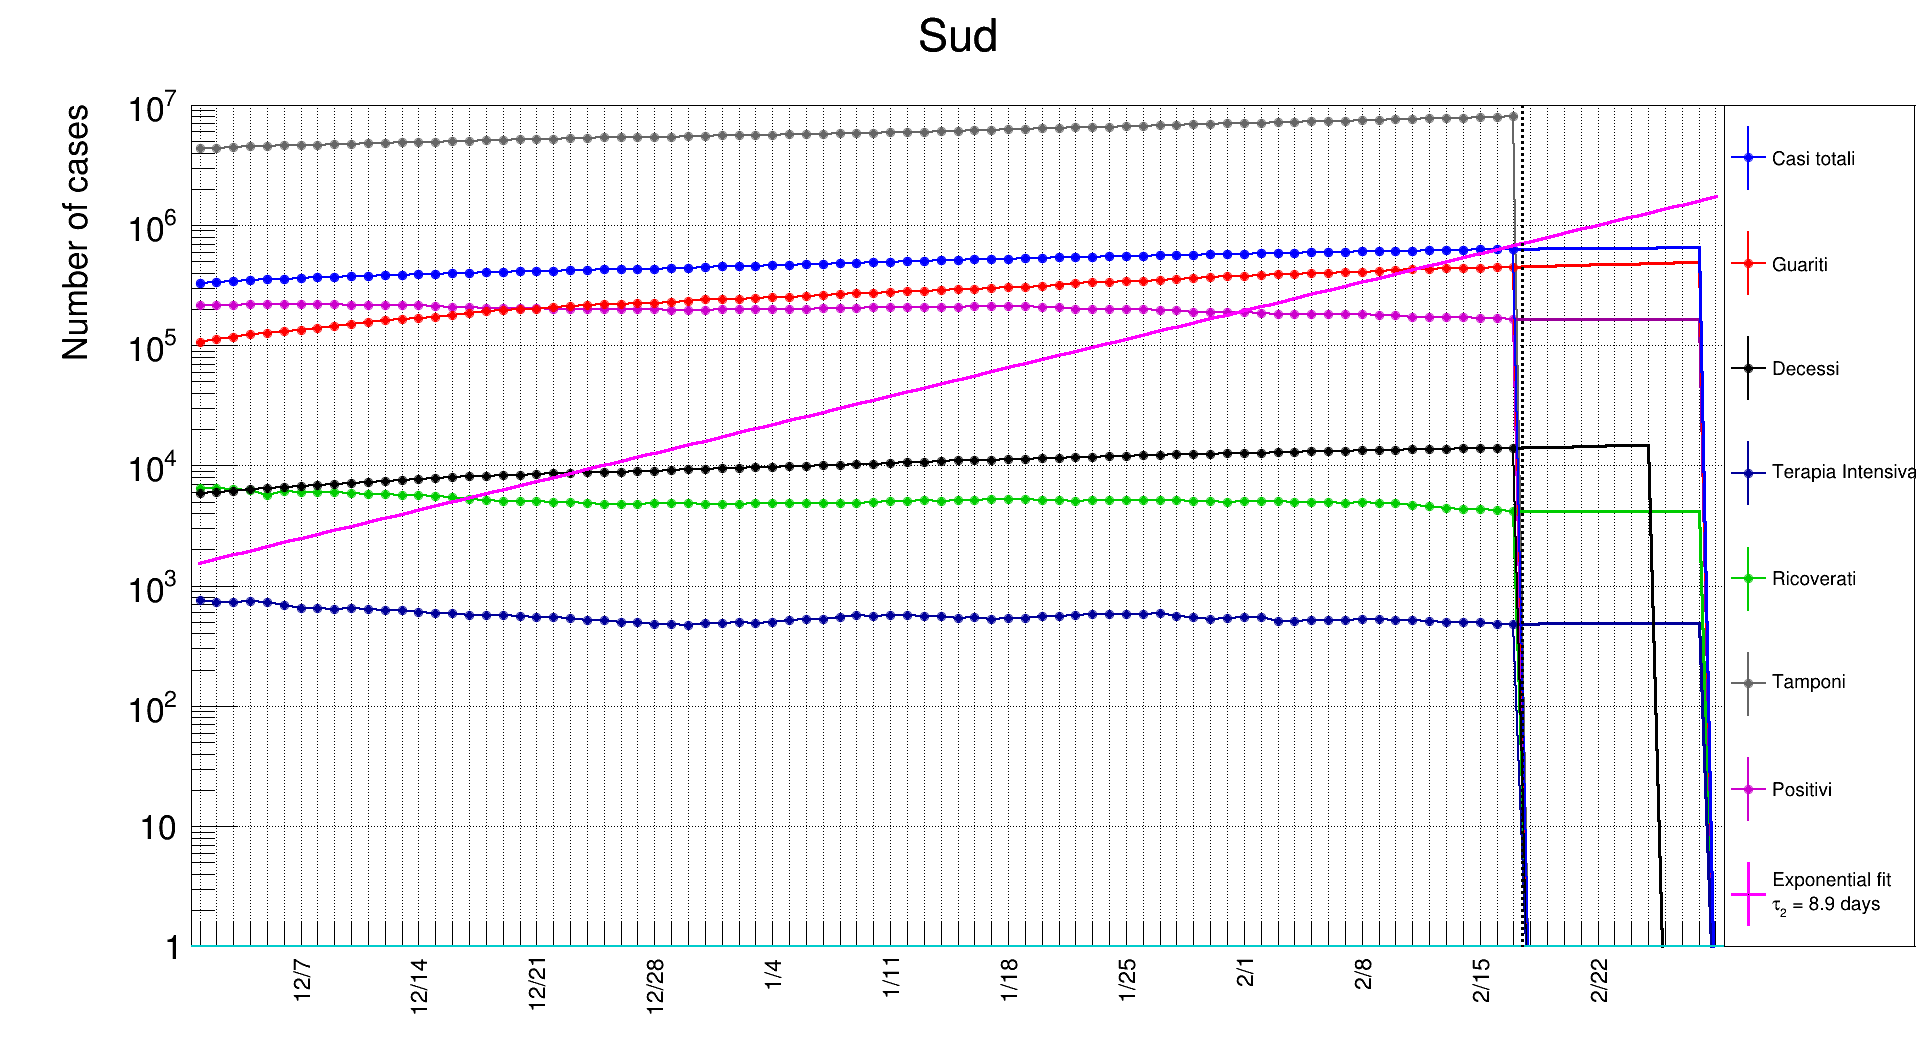 Sud
Number of cases
10^7
10^6
10^5
10^4
10^3
10^2
10
1
12/7
12/14
12/21
12/28
1/4
1/11
1/18
1/25
2/1
2/8
2/15
2/22
Casi totali
Guariti
Decessi
Terapia Intensiva
Ricoverati
Tamponi
Positivi
Exponential fit
τ_2 = 8.9 days